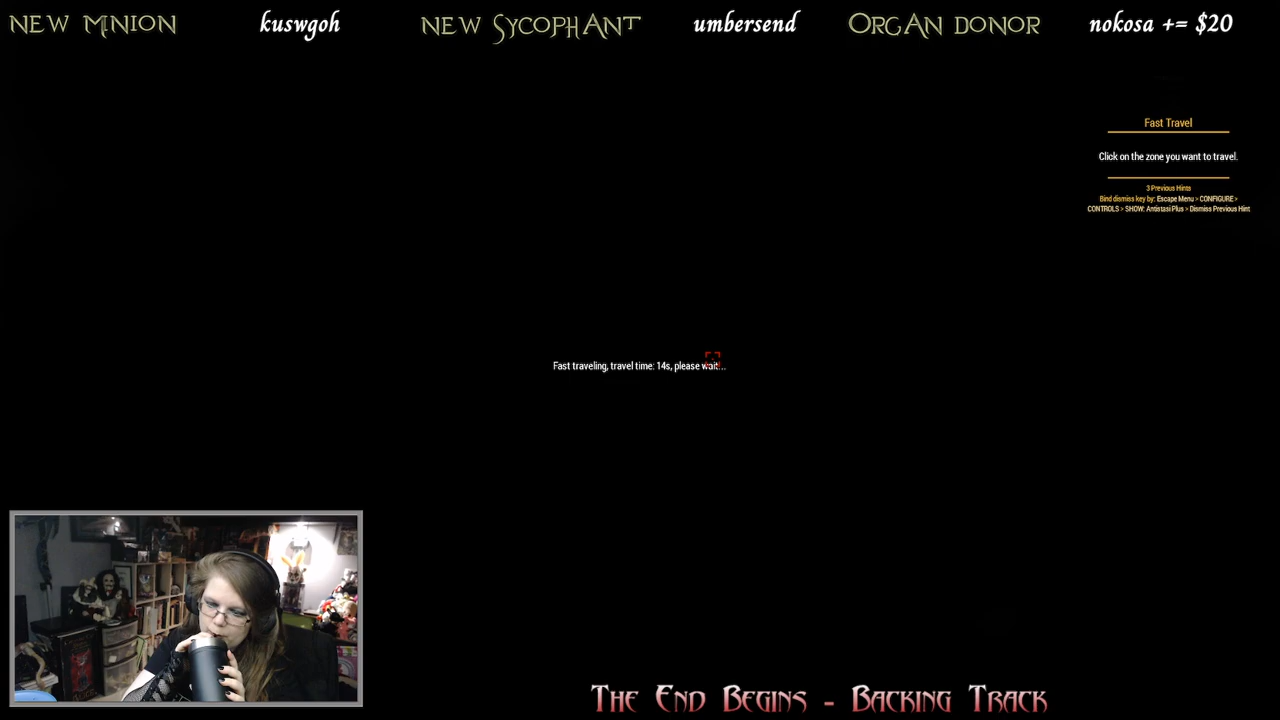 NEW MINION kuswgoh NEW SYCOPHANT umbersend ORGAN DONOR nokosa += $20
Fast Travel
Click on the zone you want to travel.
3 Previous Hints
Bind dismiss key by: Escape Menu > CONFIGURE >
CONTROLS > SHOW: Antistasi Plus > Dismiss Previous Hint
Fast traveling, travel time: 14s, please wait...
THE END BEGINS - BACKING TRACK